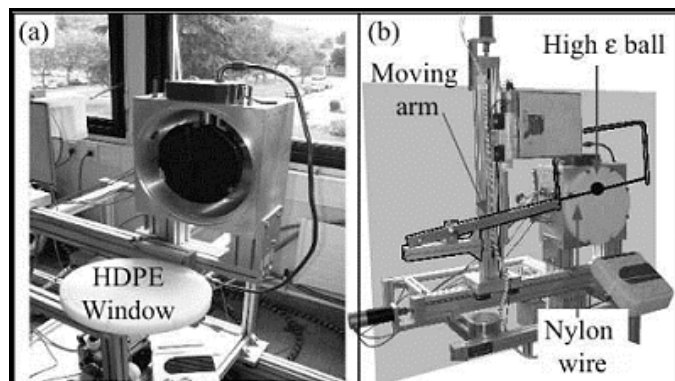 (a)
HDPE
Window
(b)
High ε ball
Moving
arm
Nylon
wire